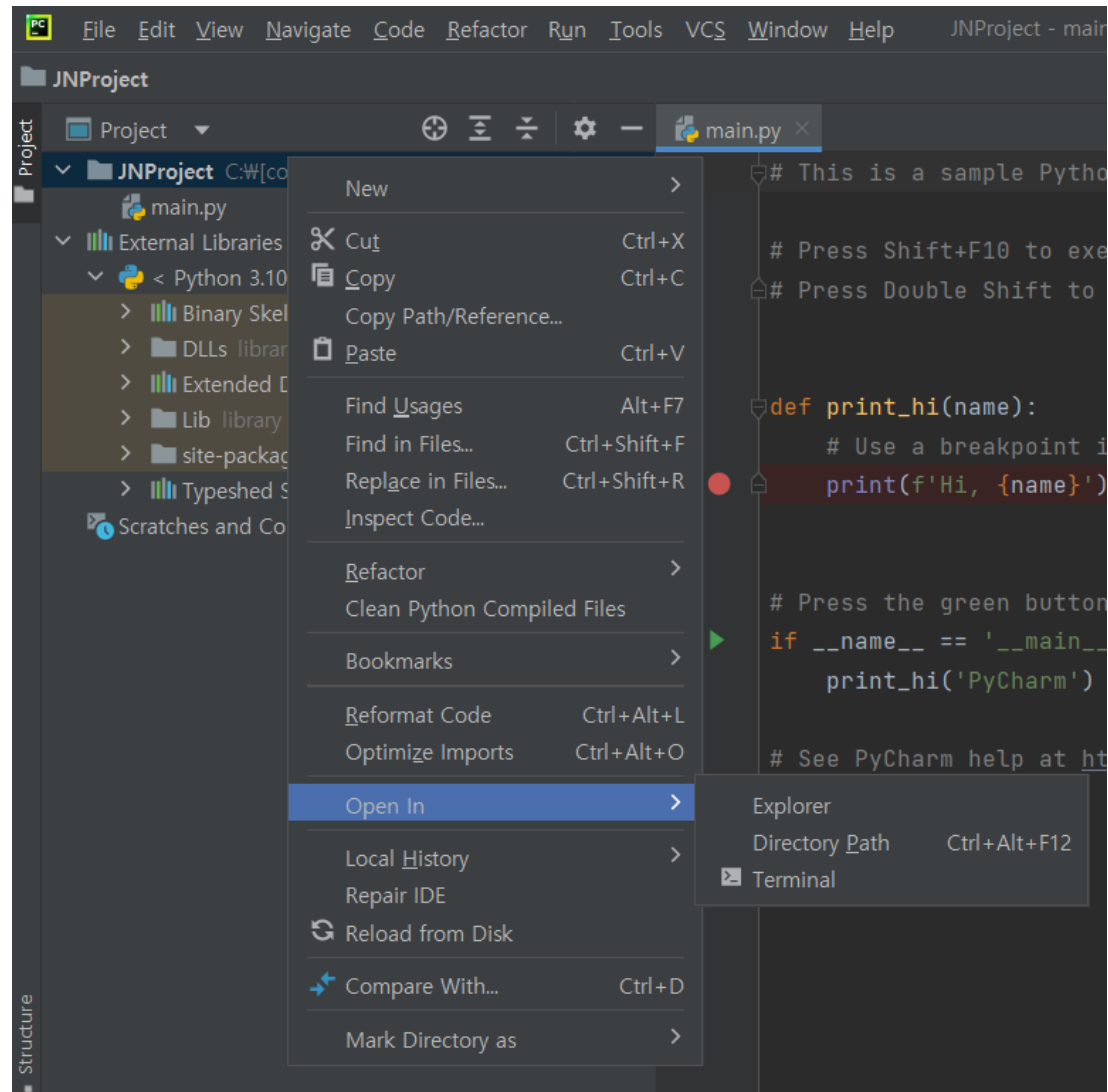 PC File Edit View Navigate Code Refactor Run Tools VCS Window Help JNProject - main
JNProject
Project
Project main.py
JNProject C:₩[co
main.py
External Libraries
< Python 3.10
Binary Skel
DLLs librar
Extended D
Lib library
site-packag
Typeshed S
Scratches and Co
New
Cut Ctrl+X
Copy Ctrl+C
Copy Path/Reference...
Paste Ctrl+V
Find Usages Alt+F7
Find in Files... Ctrl+Shift+F
Replace in Files... Ctrl+Shift+R
Inspect Code...
Refactor
Clean Python Compiled Files
Bookmarks
Reformat Code Ctrl+Alt+L
Optimize Imports Ctrl+Alt+O
Open In
Local History
Repair IDE
Reload from Disk
Compare With... Ctrl+D
Mark Directory as
Explorer
Directory Path Ctrl+Alt+F12
Terminal
# This is a sample Pytho
# Press Shift+F10 to exe
# Press Double Shift to
def print_hi(name):
# Use a breakpoint i
print(f'Hi, {name}')
# Press the green button
if __name__ == '__main__
print_hi('PyCharm')
# See PyCharm help at ht
Structure